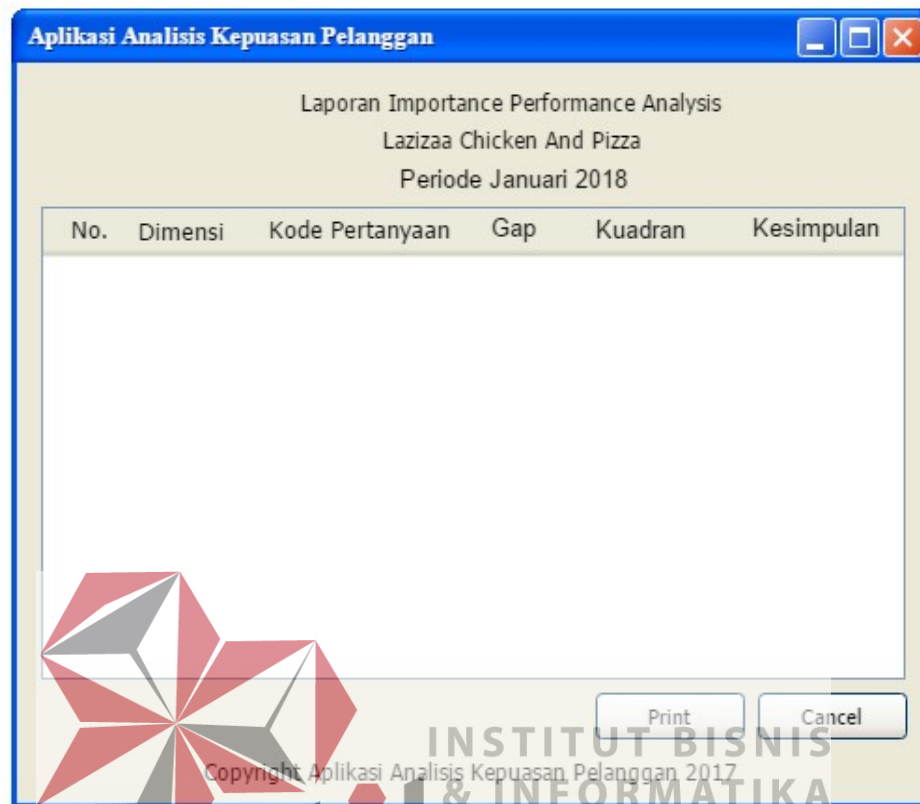 Aplikasi Analisis Kepuasan Pelanggan
Laporan Importance Performance Analysis
Lazizaa Chicken And Pizza
Periode Januari 2018
No. Dimensi Kode Pertanyaan Gap Kuadran Kesimpulan
Print Cancel
INSTITUT BISNIS
Copyright Aplikasi Analisis Kepuasan Pelanggan 2017
& INFORMATIKA